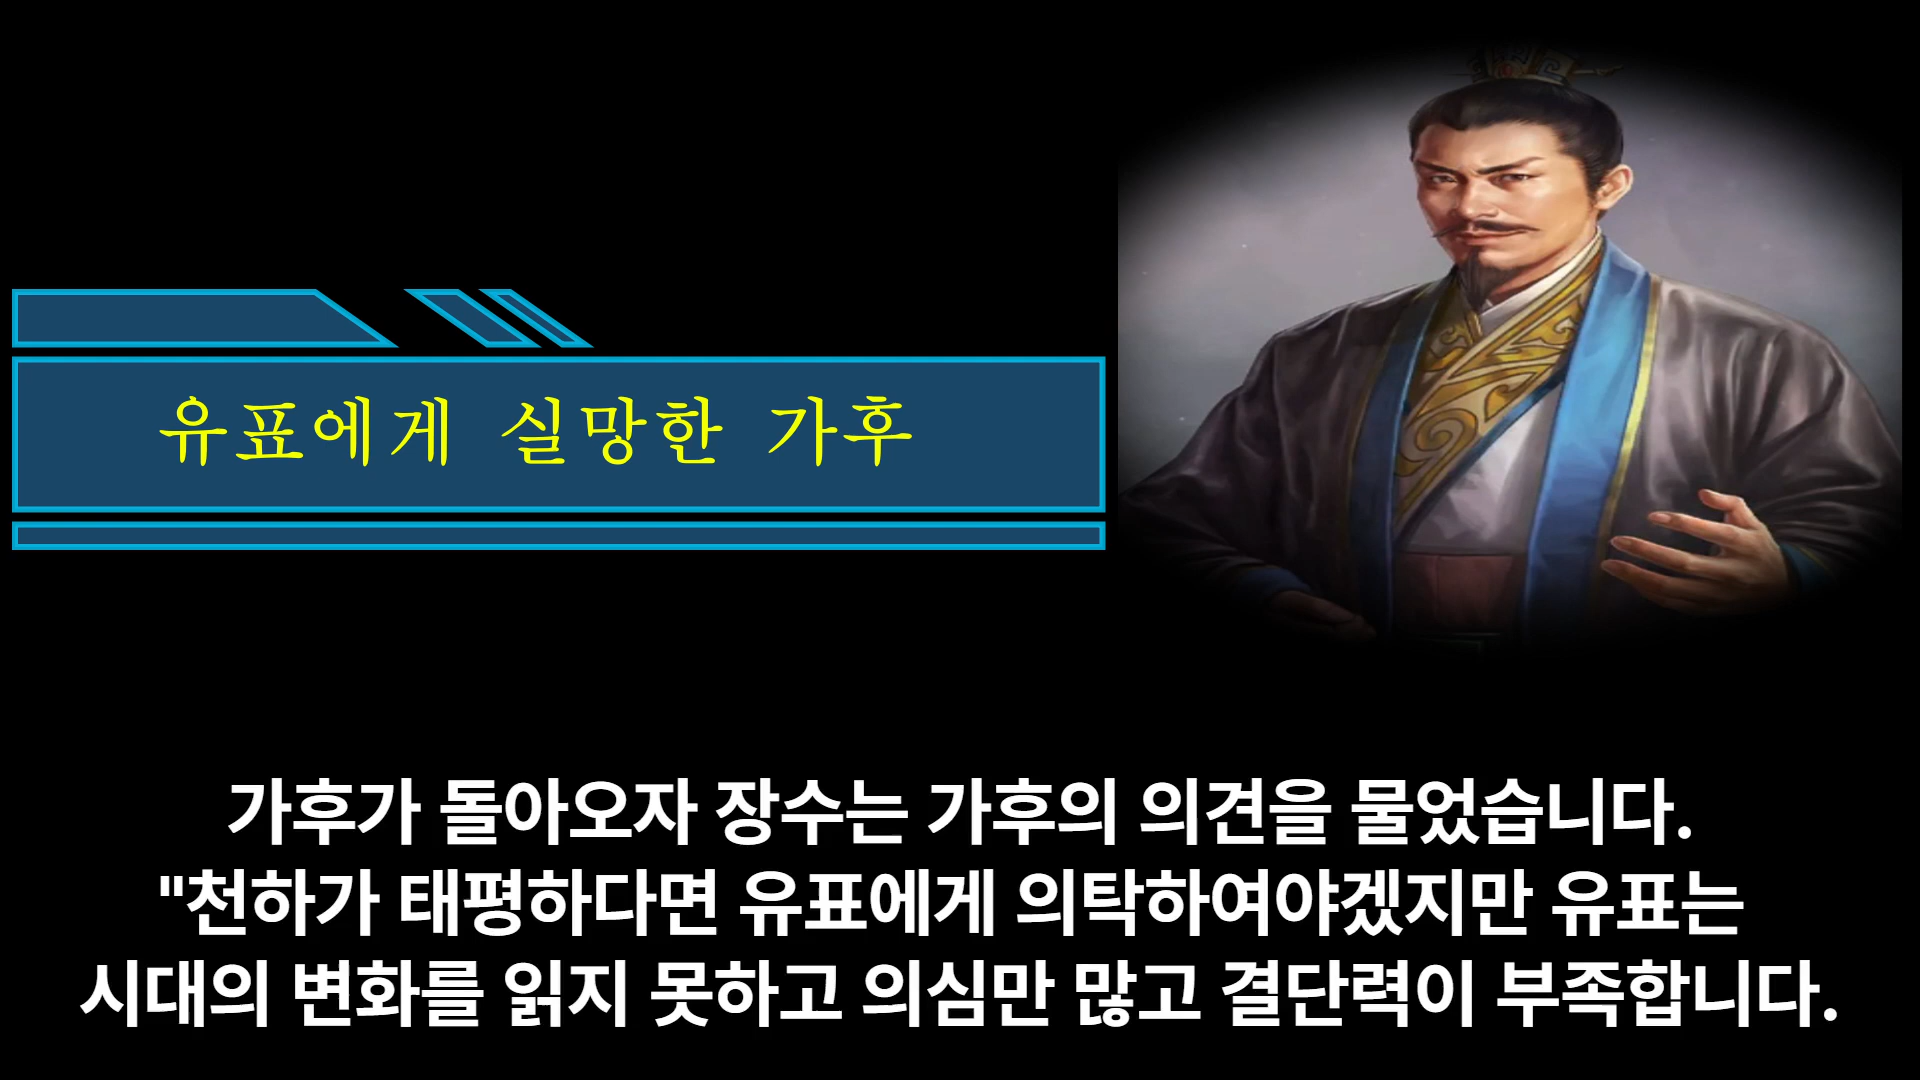 유표에게 실망한 가후
가후가 돌아오자 장수는 가후의 의견을 물었습니다.
"천하가 태평하다면 유표에게 의탁하여야겠지만 유표는
시대의 변화를 읽지 못하고 의심만 많고 결단력이 부족합니다.